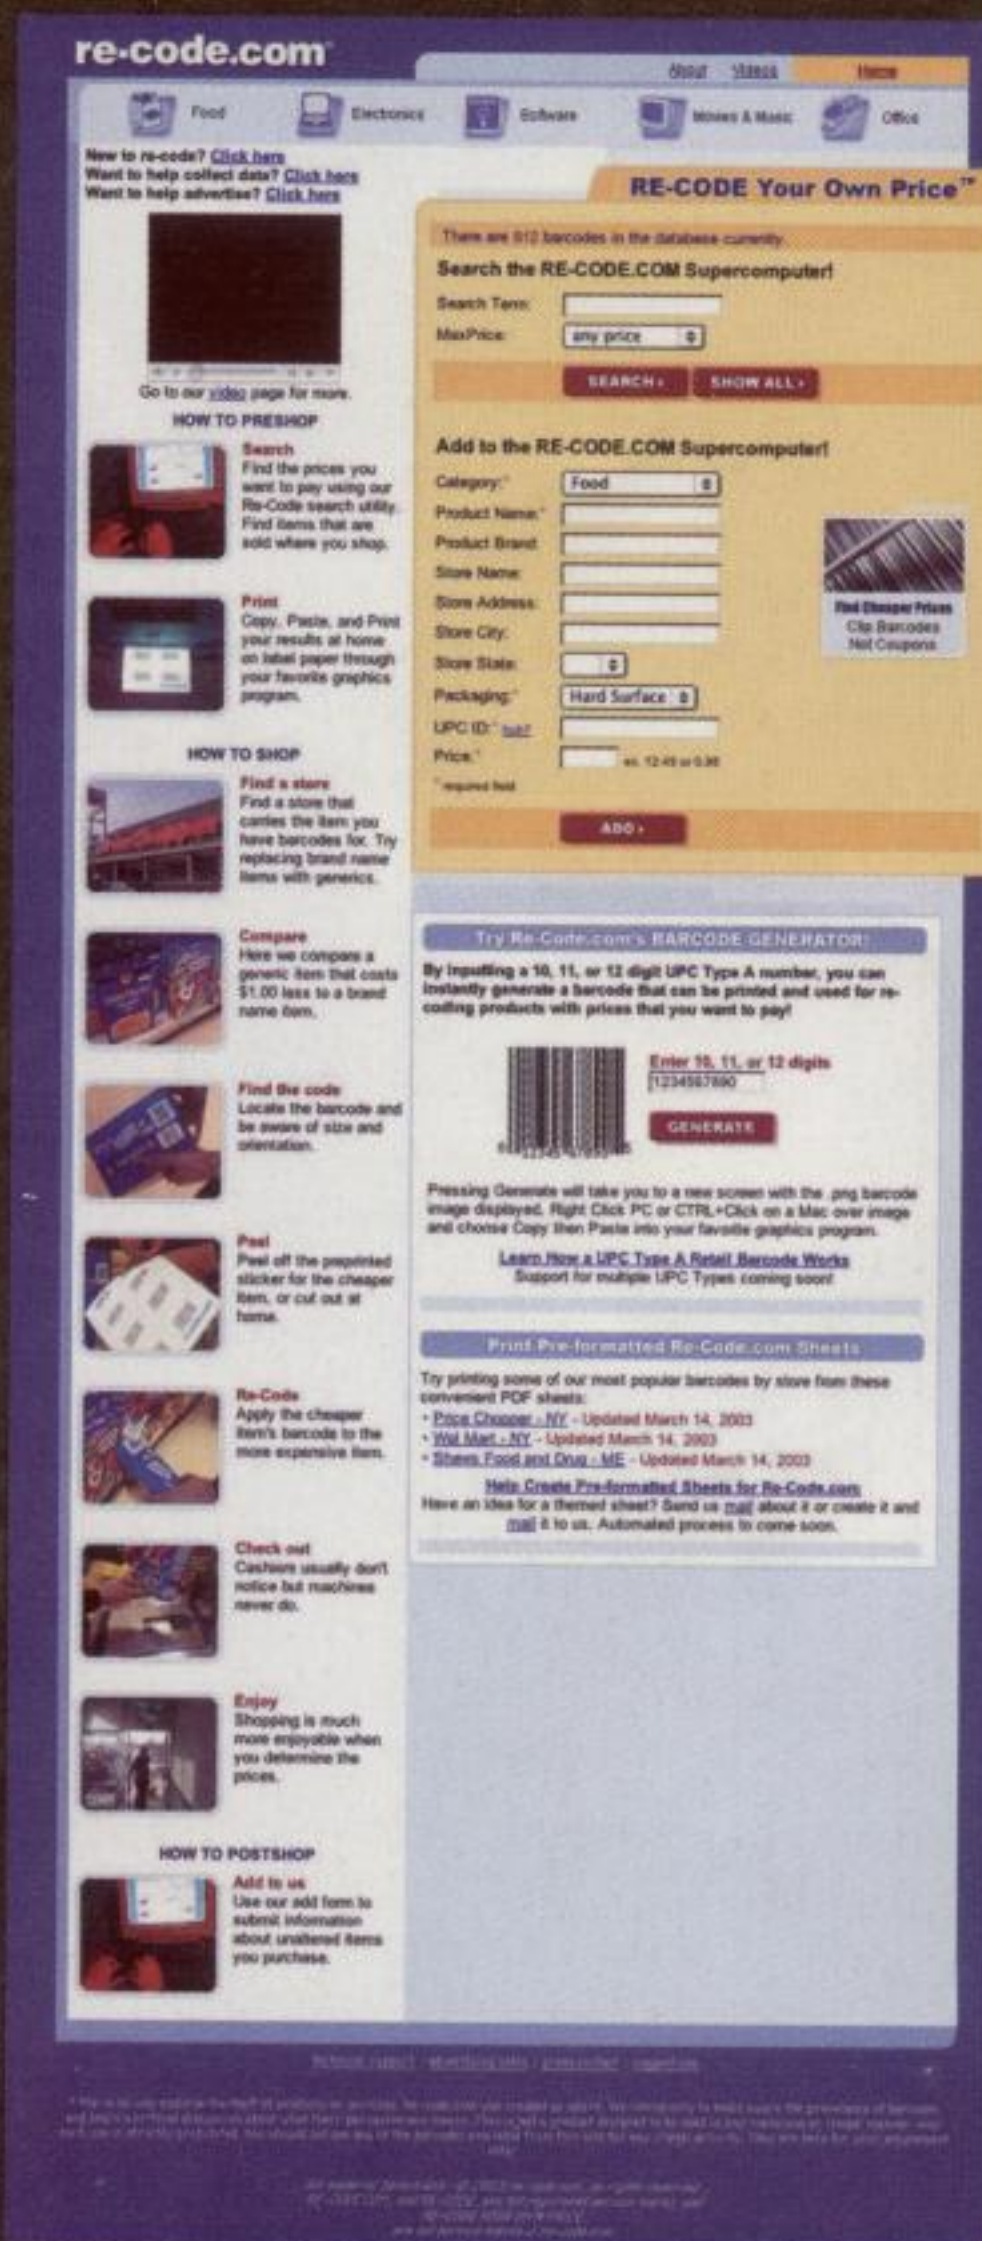 re-code.com
About Videos Home
Food Electronics Software Movies & Music Office
New to re-code? Click here
Want to help collect data? Click here
Want to help advertise? Click here
Go to our video page for more.
HOW TO PRESHOP
Search
Find the prices you
want to pay using our
Re-Code search utility.
Find items that are
sold where you shop.
Print
Copy, Paste, and Print
your results at home
on label paper through
your favorite graphics
program.
HOW TO SHOP
Find a store
Find a store that
carries the item you
have barcodes for. Try
replacing brand name
items with generics.
Compare
Here we compare a
generic item that costs
$1.00 less to a brand
name item.
Find the code
Locate the barcode and
be aware of size and
orientation.
Peel
Peel off the preprinted
sticker for the cheaper
item, or cut out at
home.
Re-Code
Apply the cheaper
item's barcode to the
more expensive item.
Check out
Cashiers usually don't
notice but machines
never do.
Enjoy
Shopping is much
more enjoyable when
you determine the
prices.
HOW TO POSTSHOP
Add to us
Use our add form to
submit information
about unaltered items
you purchase.
RE-CODE Your Own Price™
There are 912 barcodes in the database currently.
Search the RE-CODE.COM Supercomputer!
Search Term:
MaxPrice: any price
SEARCH › SHOW ALL ›
Add to the RE-CODE.COM Supercomputer!
Category:* Food
Product Name:*
Product Brand:
Store Name:
Store Address:
Store City:
Store State:
Packaging:* Hard Surface
UPC ID:* huh?
Price:* ex. 12.49 or 0.98
* required field
ADD ›
Find Cheaper Prices
Clip Barcodes
Not Coupons
Try Re-Code.com's BARCODE GENERATOR!
By inputting a 10, 11, or 12 digit UPC Type A number, you can
instantly generate a barcode that can be printed and used for re-
coding products with prices that you want to pay!
Enter 10, 11, or 12 digits
1234567890
GENERATE
Pressing Generate will take you to a new screen with the .png barcode
image displayed. Right Click PC or CTRL+Click on a Mac over image
and choose Copy then Paste into your favorite graphics program.
Learn How a UPC Type A Retail Barcode Works
Support for multiple UPC Types coming soon!
Print Pre-formatted Re-Code.com Sheets
Try printing some of our most popular barcodes by store from these
convenient PDF sheets:
• Price Chopper - NY - Updated March 14, 2003
• Wal Mart - NY - Updated March 14, 2003
• Shaws Food and Drug - ME - Updated March 14, 2003
Help Create Pre-formatted Sheets for Re-Code.com
Have an idea for a themed sheet? Send us mail about it or create it and
mail it to us. Automated process to come soon.